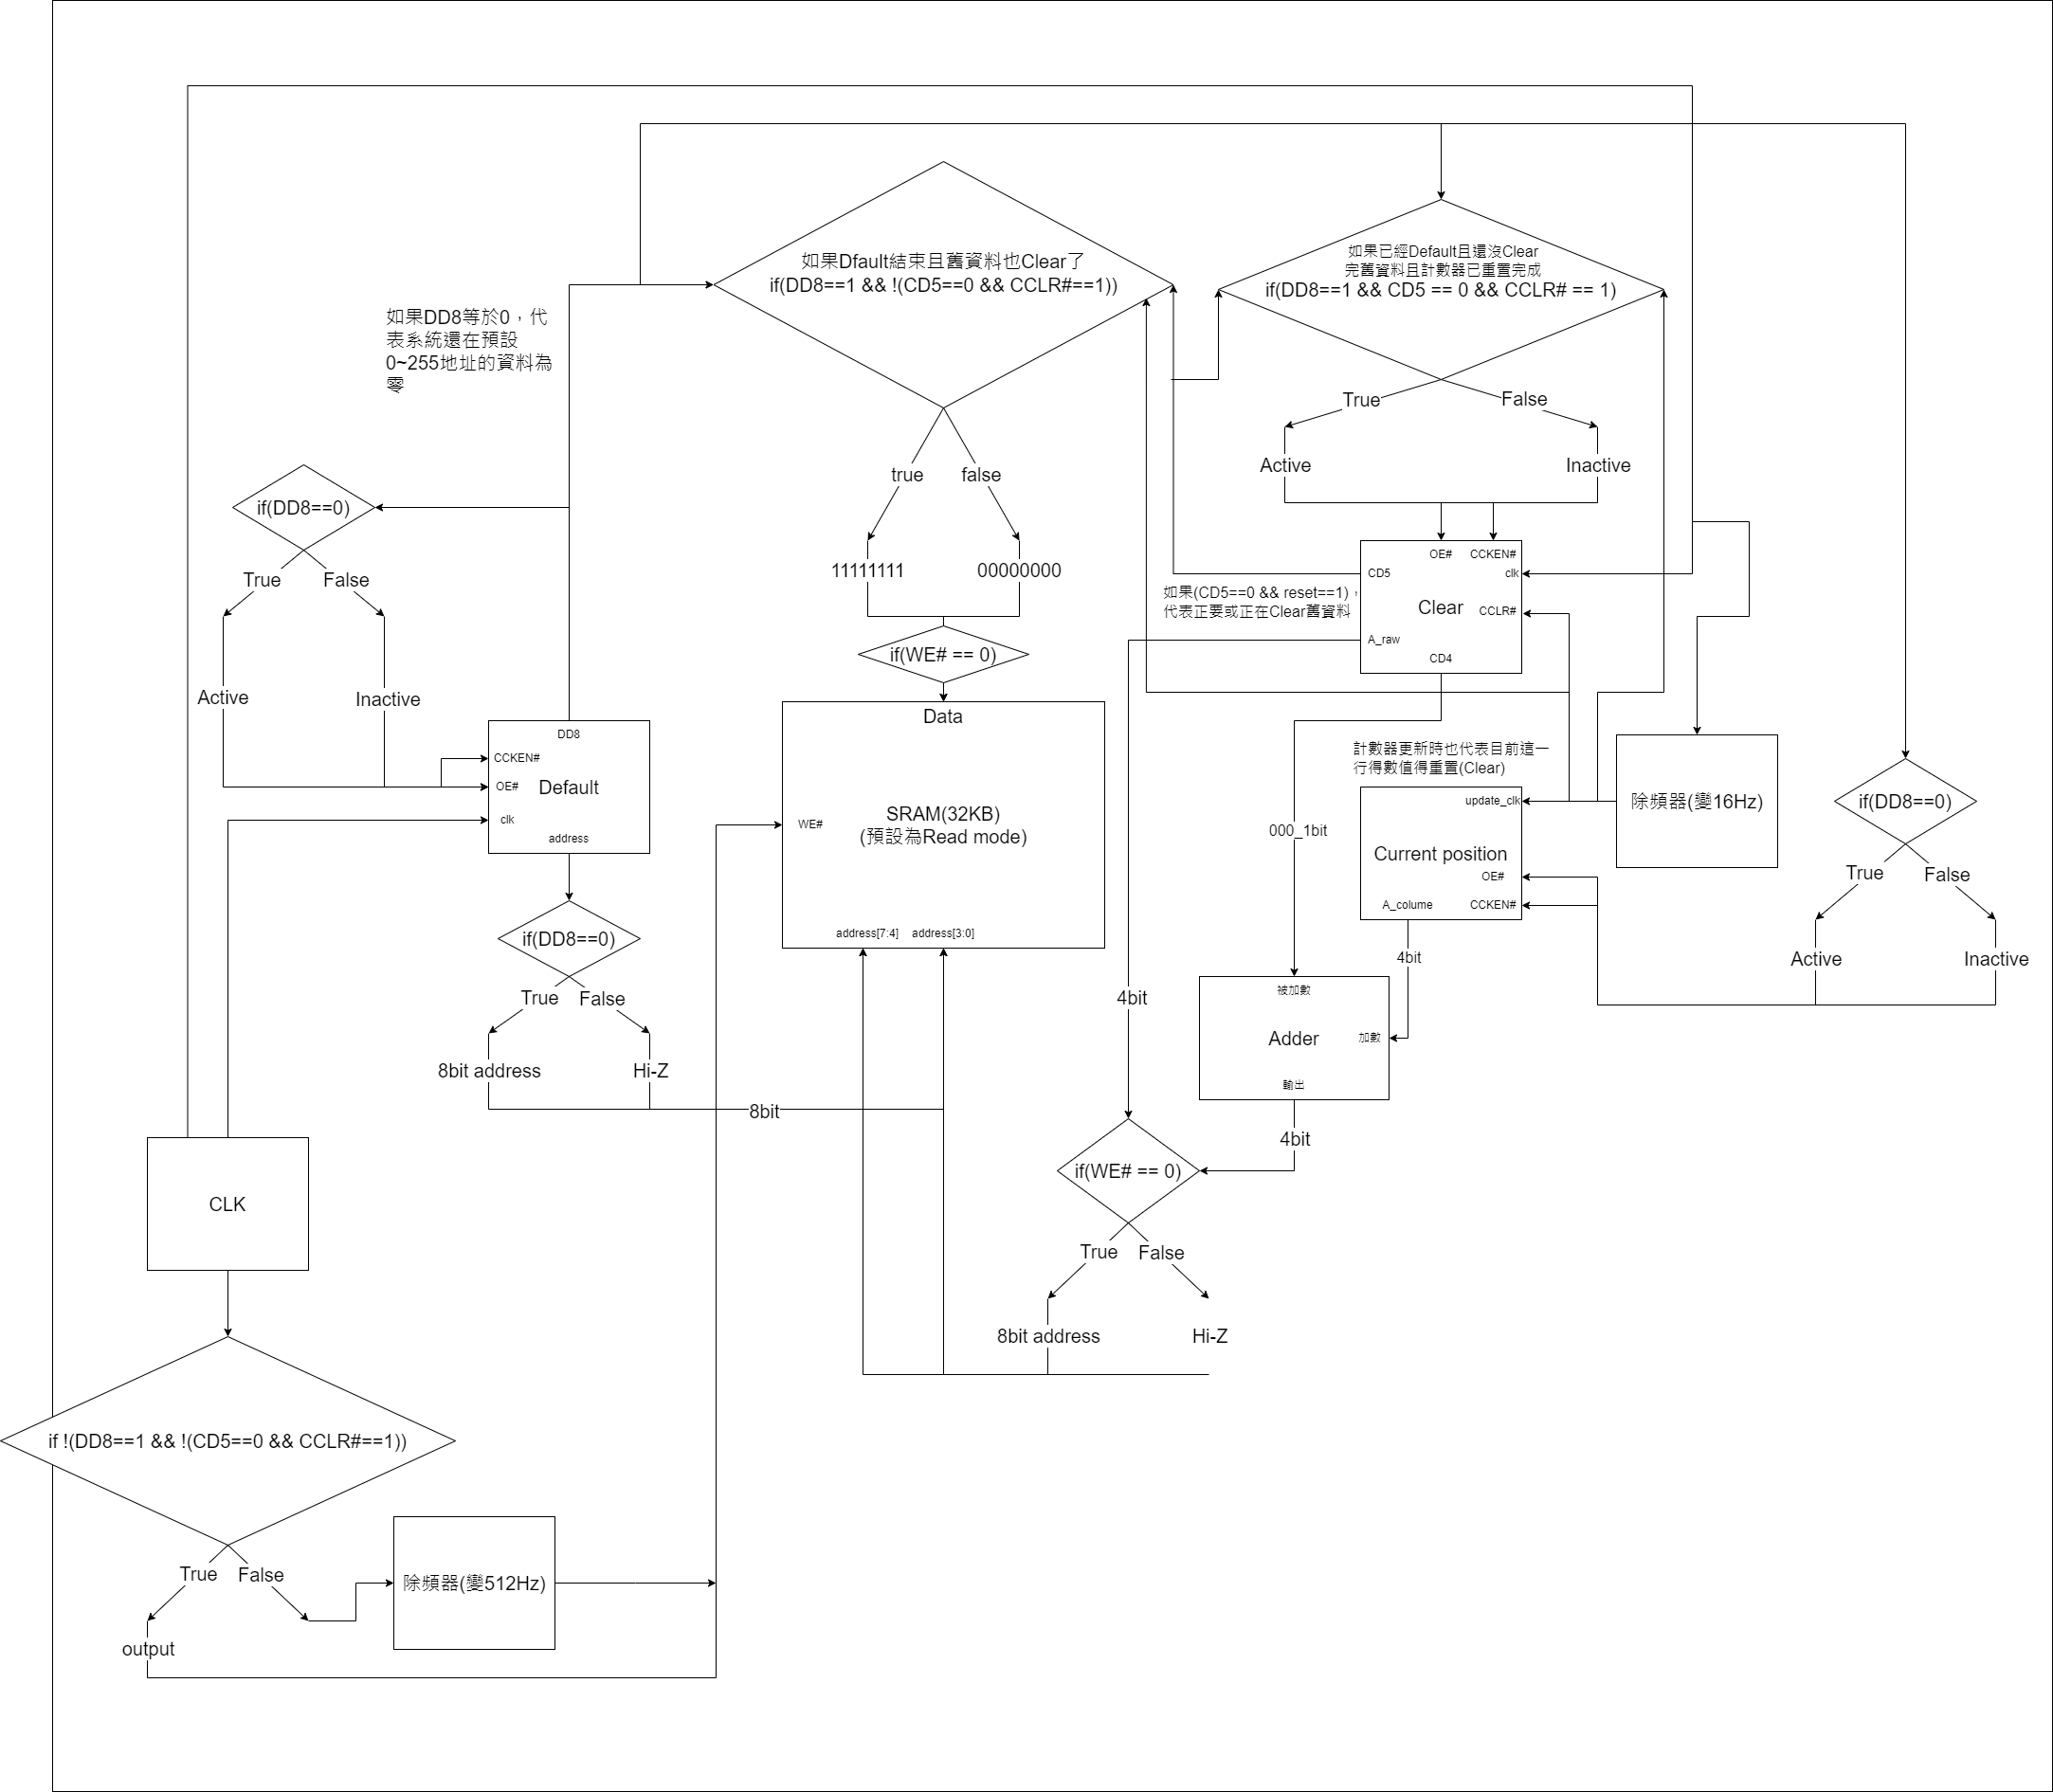 如果Dfault結束且舊資料也Clear了
if(DD8==1 && !(CD5==0 && CCLR#==1))
如果已經Default且還沒Clear
完舊資料且計數器已重置完成
if(DD8==1 && CD5 == 0 && CCLR# == 1)
如果DD8等於0，代
表系統還在預設
0~255地址的資料為
零
True
False
Active
Inactive
true
false
11111111
00000000
if(WE# == 0)
if(DD8==0)
True
False
Active
Inactive
DD8
CCKEN#
OE#
Default
clk
address
OE#
CCKEN#
CD5
clk
Clear
CCLR#
A_raw
CD4
如果(CD5==0 && reset==1)，
代表正要或正在Clear舊資料
Data
SRAM(32KB)
(預設為Read mode)
WE#
address[7:4]
address[3:0]
計數器更新時也代表目前這一
行得數值得重置(Clear)
update_clk
Current position
OE#
A_colume
CCKEN#
除頻器(變16Hz)
if(DD8==0)
True
False
Active
Inactive
000_1bit
4bit
4bit
被加數
Adder
加數
輸出
4bit
if(DD8==0)
True
False
8bit address
Hi-Z
8bit
if(WE# == 0)
True
False
8bit address
Hi-Z
CLK
if !(DD8==1 && !(CD5==0 && CCLR#==1))
True
False
output
除頻器(變512Hz)